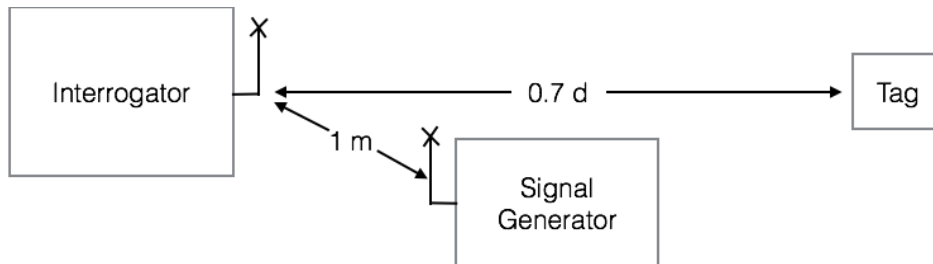 Interrogator
0.7 d
Tag
1 m
Signal
Generator